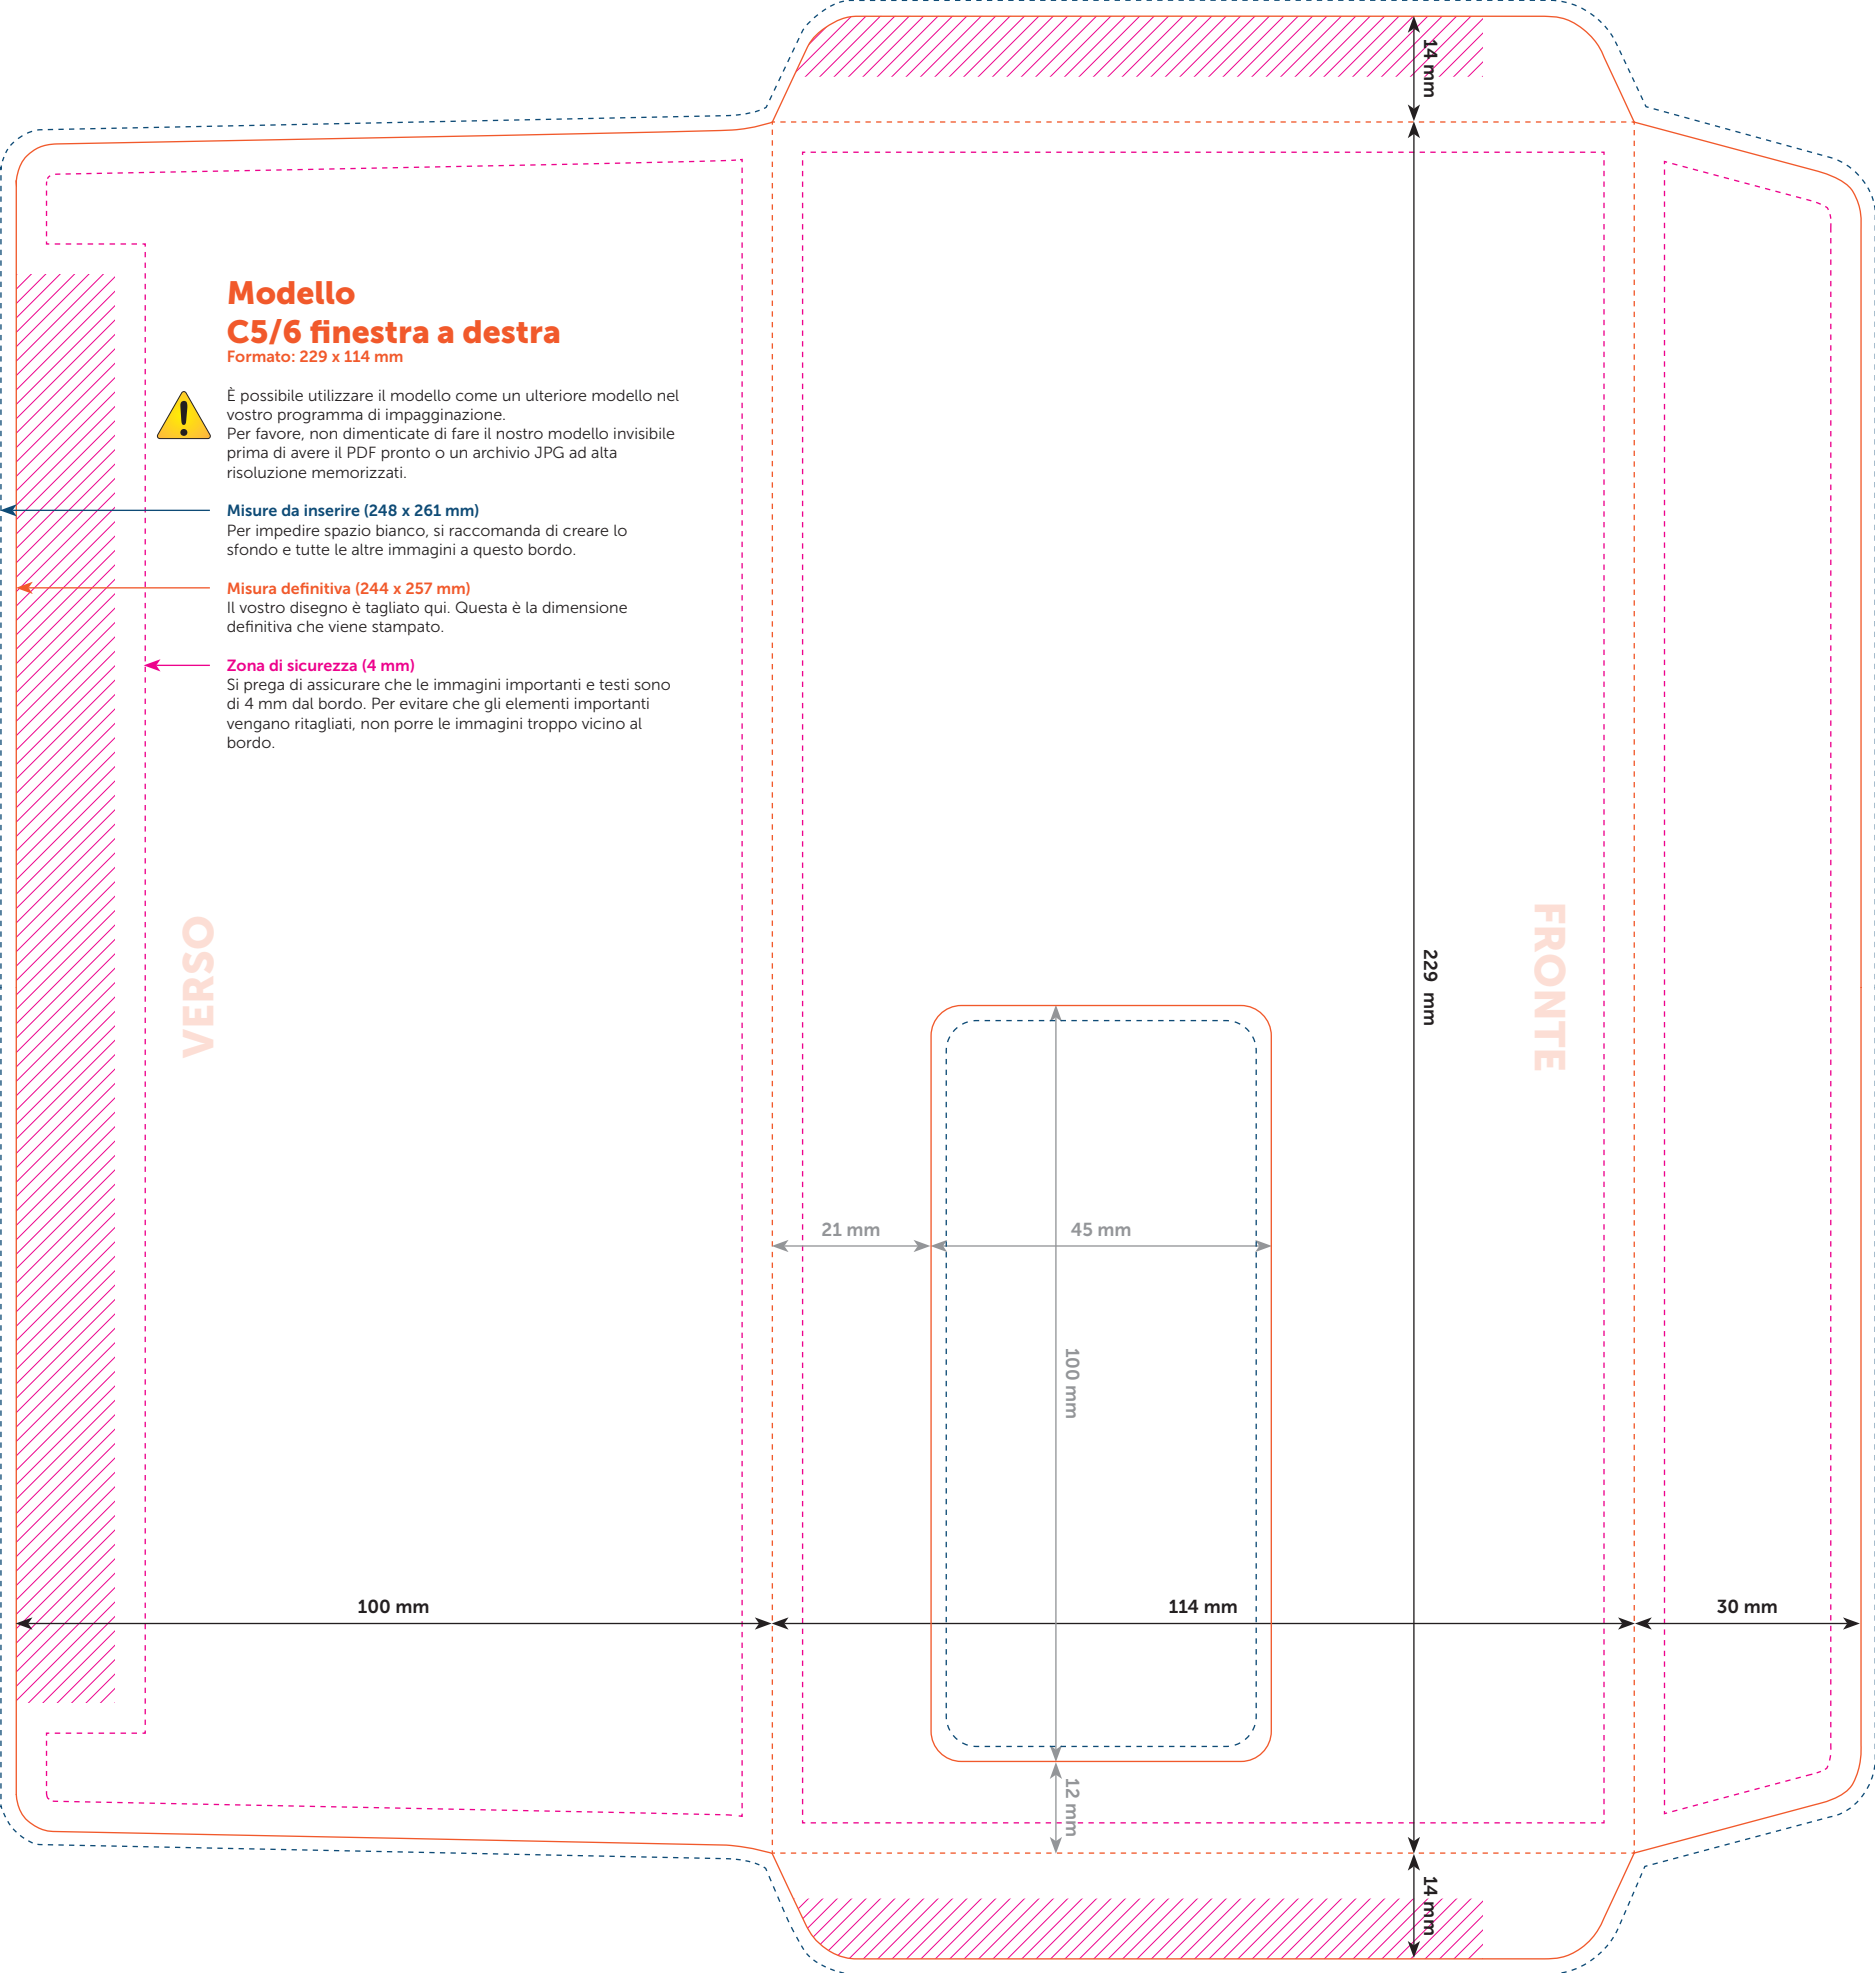 14 mm
Modello
C5/6 finestra a destra
Formato: 229 x 114 mm
È possibile utilizzare il modello come un ulteriore modello nel
vostro programma di impagginazione.
Per favore, non dimenticate di fare il nostro modello invisibile
prima di avere il PDF pronto o un archivio JPG ad alta
risoluzione memorizzati.
Misure da inserire (248 x 261 mm)
Per impedire spazio bianco, si raccomanda di creare lo
sfondo e tutte le altre immagini a questo bordo.
Misura definitiva (244 x 257 mm)
Il vostro disegno è tagliato qui. Questa è la dimensione
definitiva che viene stampato.
Zona di sicurezza (4 mm)
Si prega di assicurare che le immagini importanti e testi sono
di 4 mm dal bordo. Per evitare che gli elementi importanti
vengano ritagliati, non porre le immagini troppo vicino al
bordo.
VERSO
FRONTE
229 mm
21 mm
45 mm
100 mm
100 mm
114 mm
30 mm
12 mm
14 mm